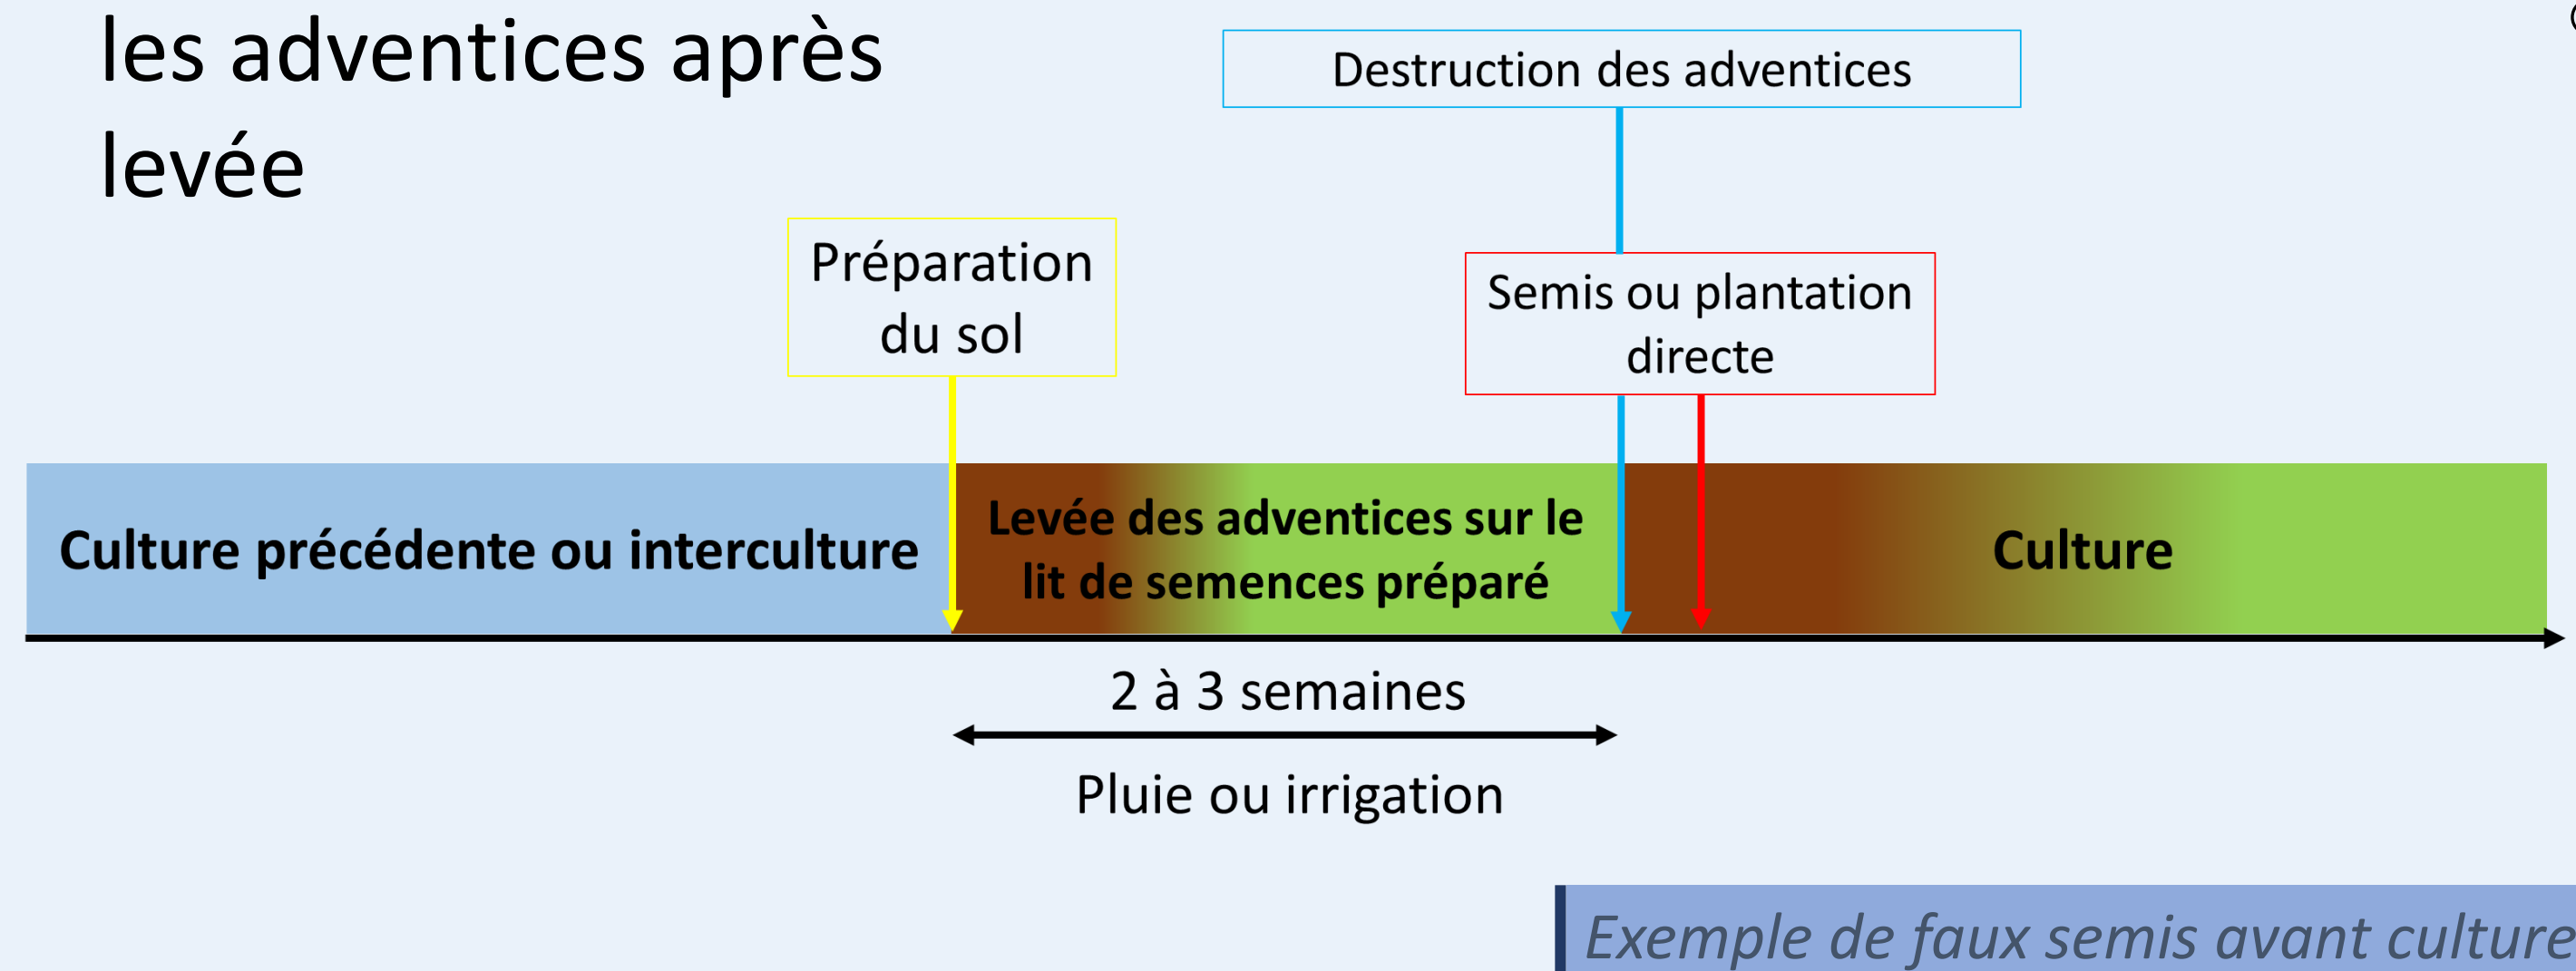 les adventices après
levée
Destruction des adventices
Préparation
du sol
Semis ou plantation
directe
Culture précédente ou interculture
Levée des adventices sur le
lit de semences préparé
Culture
2 à 3 semaines
Pluie ou irrigation
Exemple de faux semis avant culture